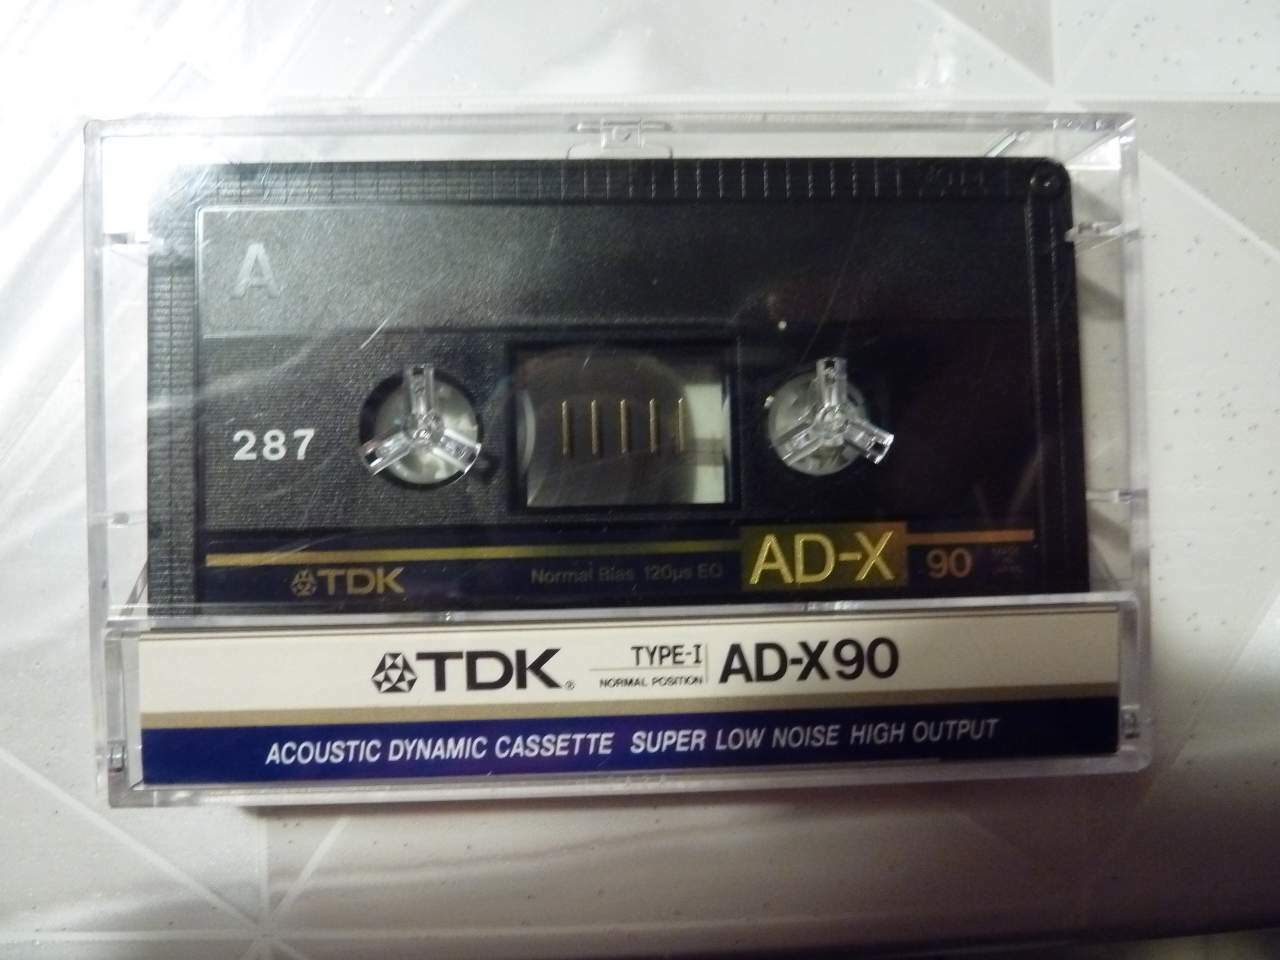 A
287
TDK
Normal Bias 120µs EQ
AD-X
90
TDK®
TYPE-I
NORMAL POSITION
AD-X90
ACOUSTIC DYNAMIC CASSETTE SUPER LOW NOISE HIGH OUTPUT